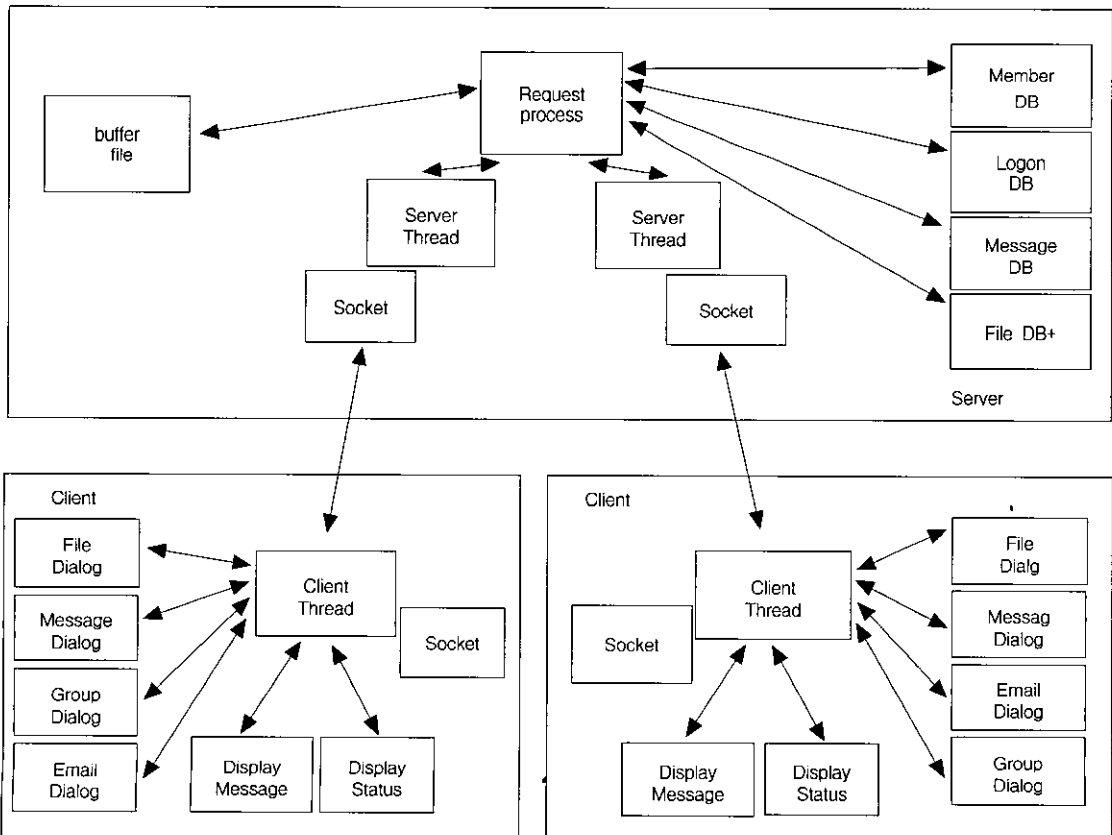 Request
process
buffer
file
Member
DB
Logon
DB
Message
DB
File DB+
Server
Thread
Server
Thread
Socket
Socket
Server
Client
File
Dialog
Message
Dialog
Group
Dialog
Email
Dialog
Client
Thread
Socket
Display
Message
Display
Status
Client
Client
Thread
Socket
Display
Message
Display
Status
File
Dialg
Messag
Dialog
Email
Dialog
Group
Dialog